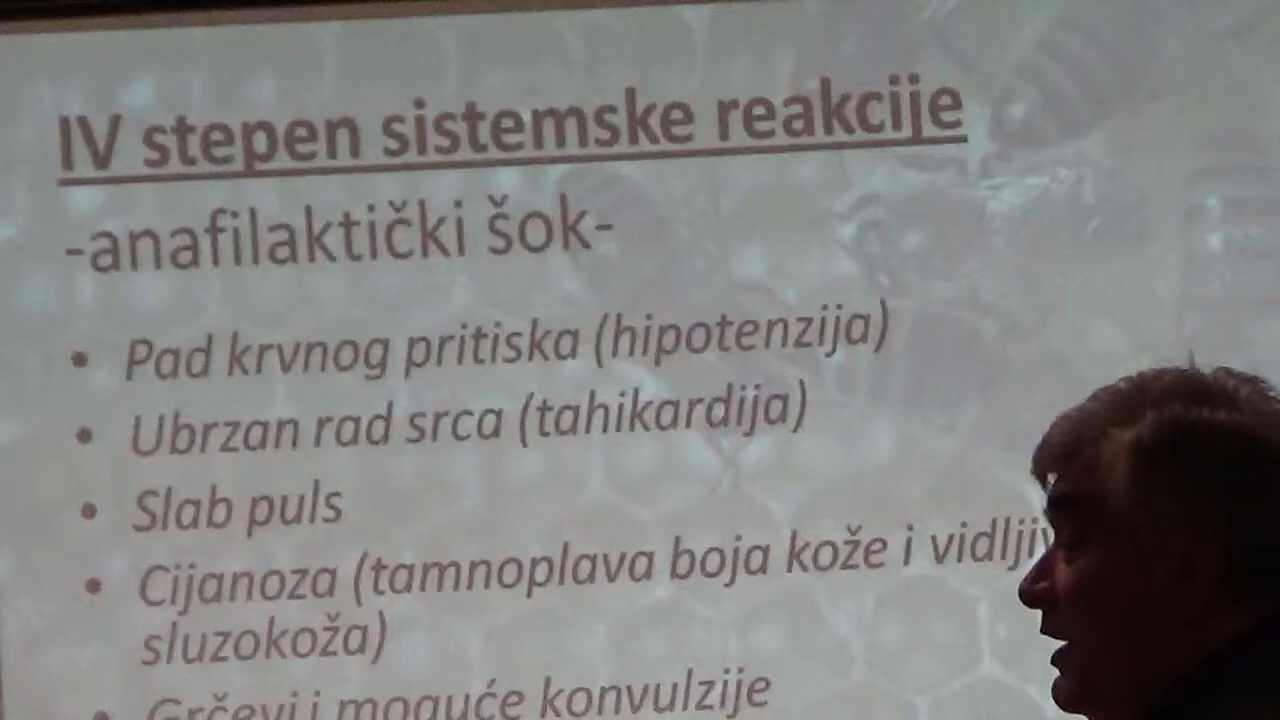 IV stepen sistemske reakcije
-anafilaktički šok-
• Pad krvnog pritiska (hipotenzija)
• Ubrzan rad srca (tahikardija)
• Slab puls
• Cijanoza (tamnoplava boja kože i
sluzokoža)
• Grčevi i moguće konvulzije